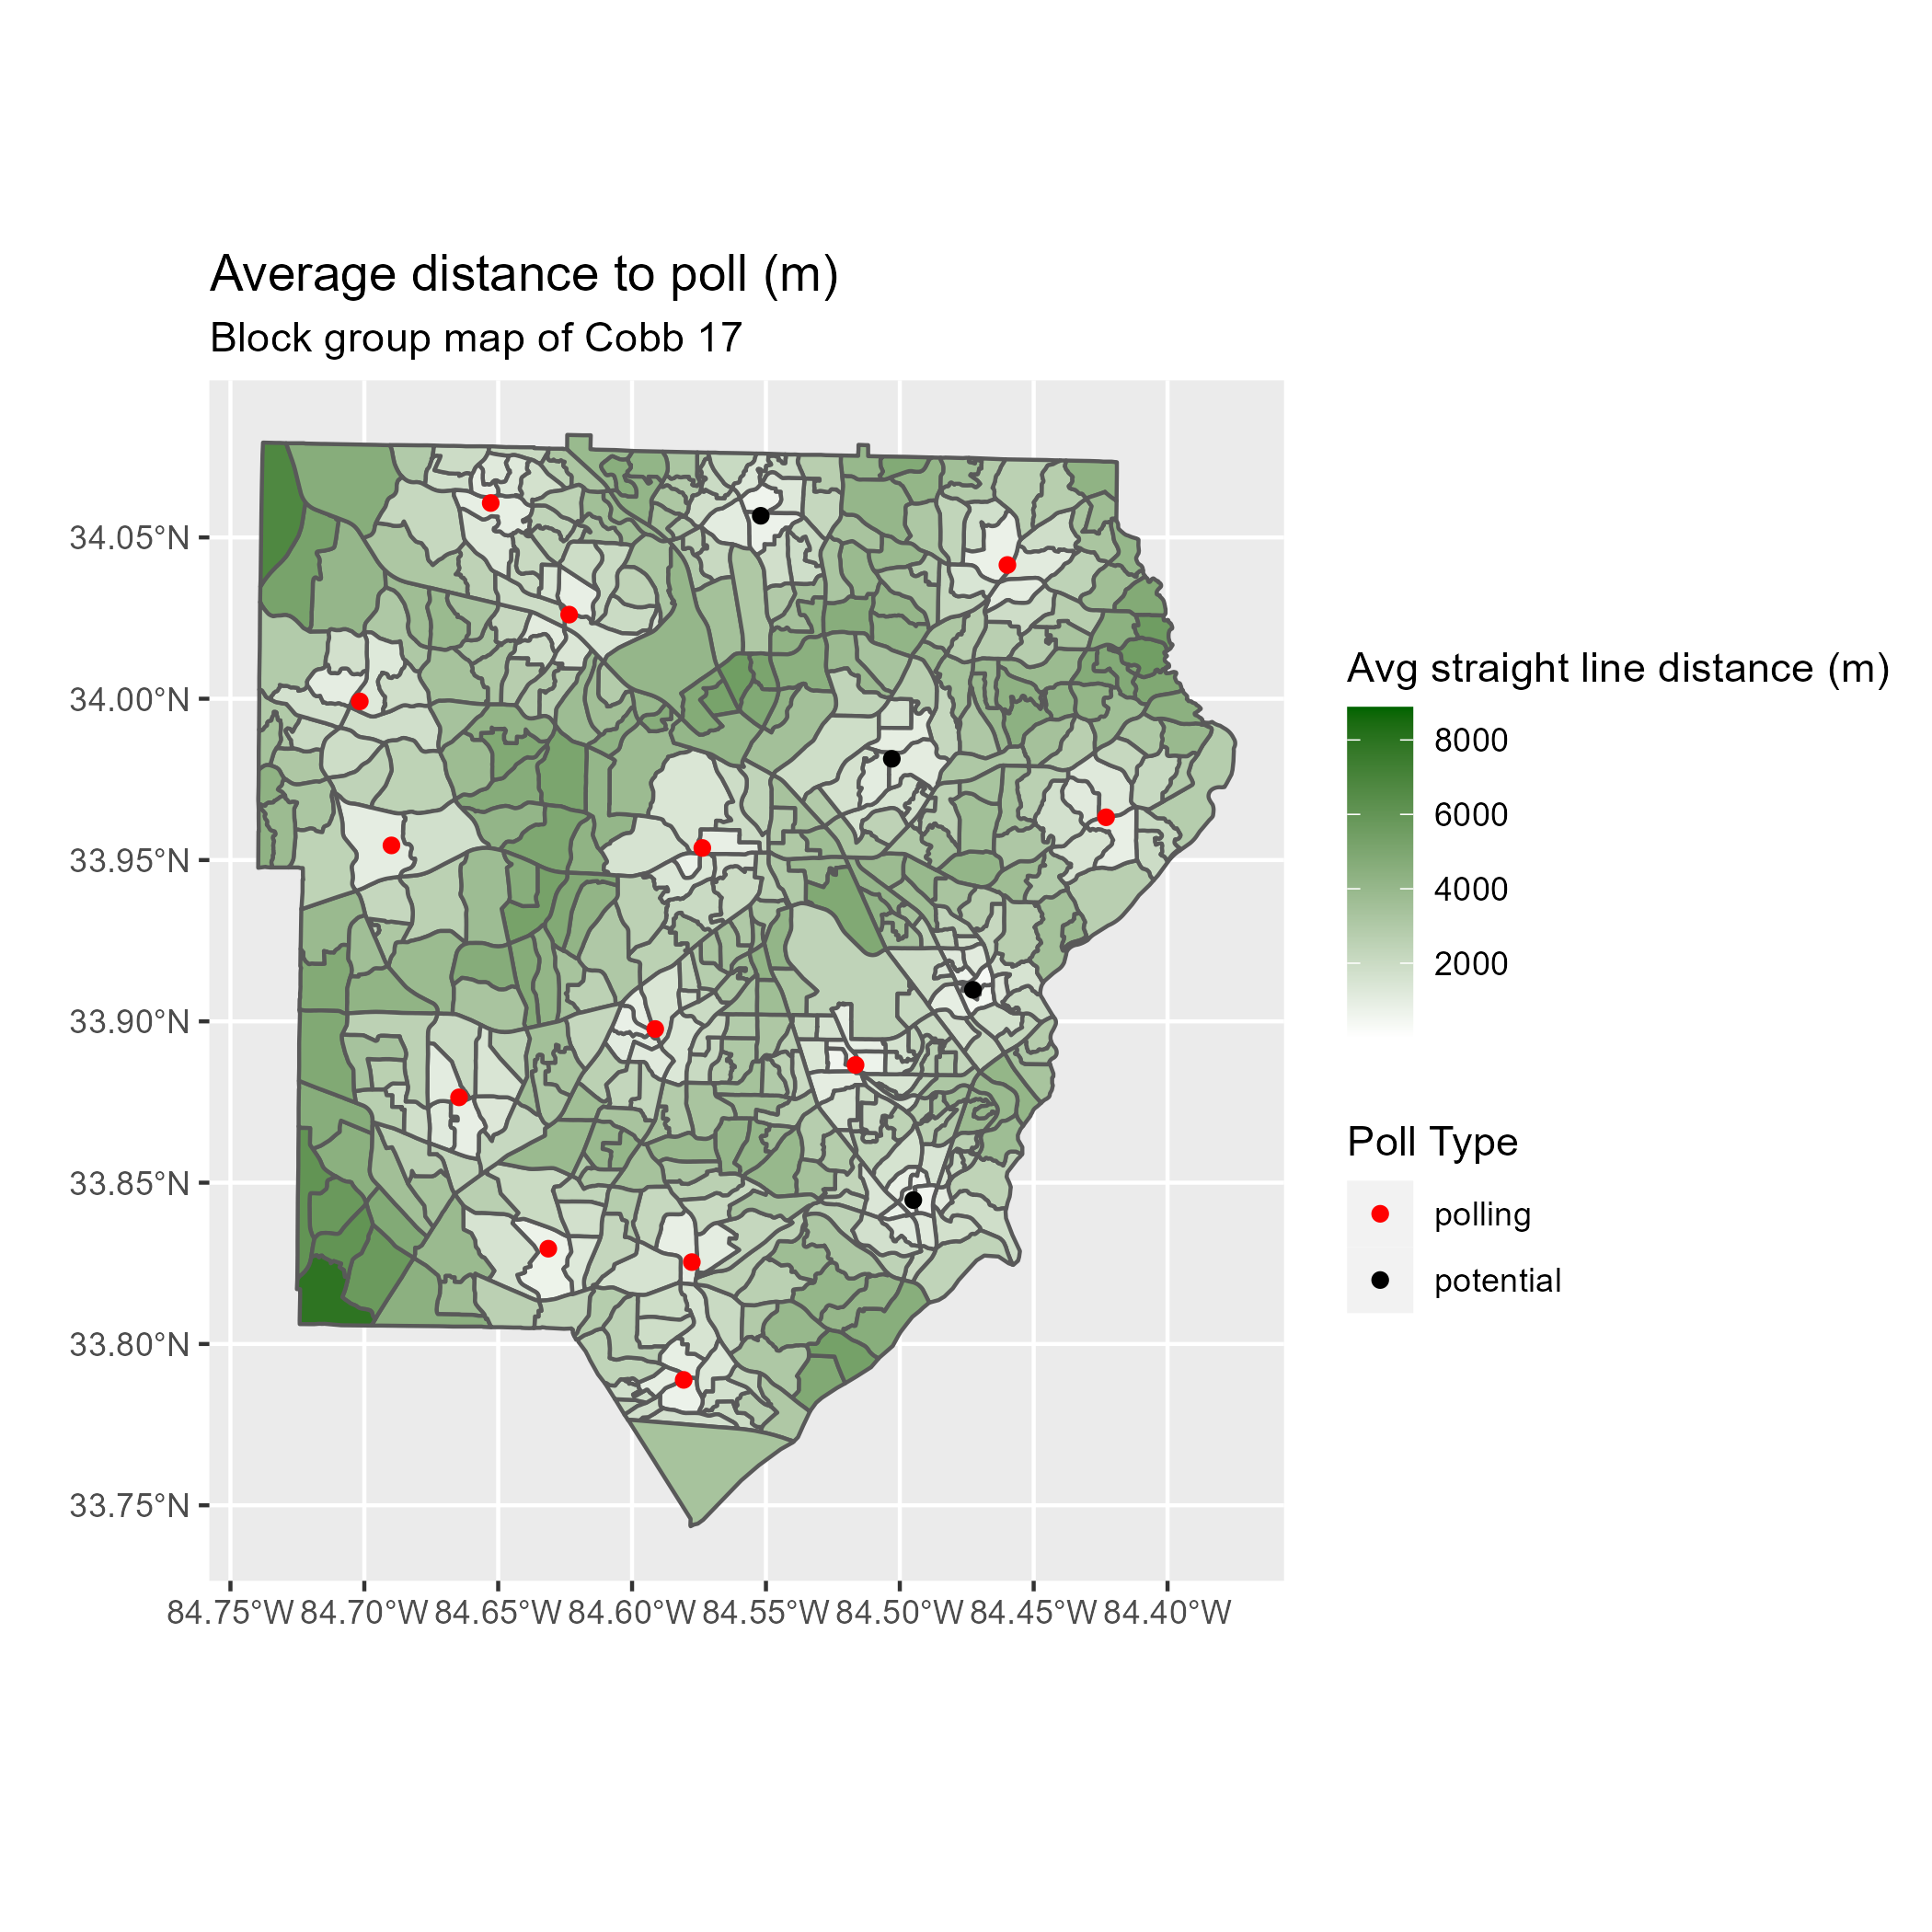 Average distance to poll (m)
Block group map of Cobb 17
34.05°N
34.00°N
33.95°N
33.90°N
33.85°N
33.80°N
33.75°N
84.75°W 84.70°W 84.65°W 84.60°W 84.55°W 84.50°W 84.45°W 84.40°W
Avg straight line distance (m)
8000
6000
4000
2000
Poll Type
polling
potential